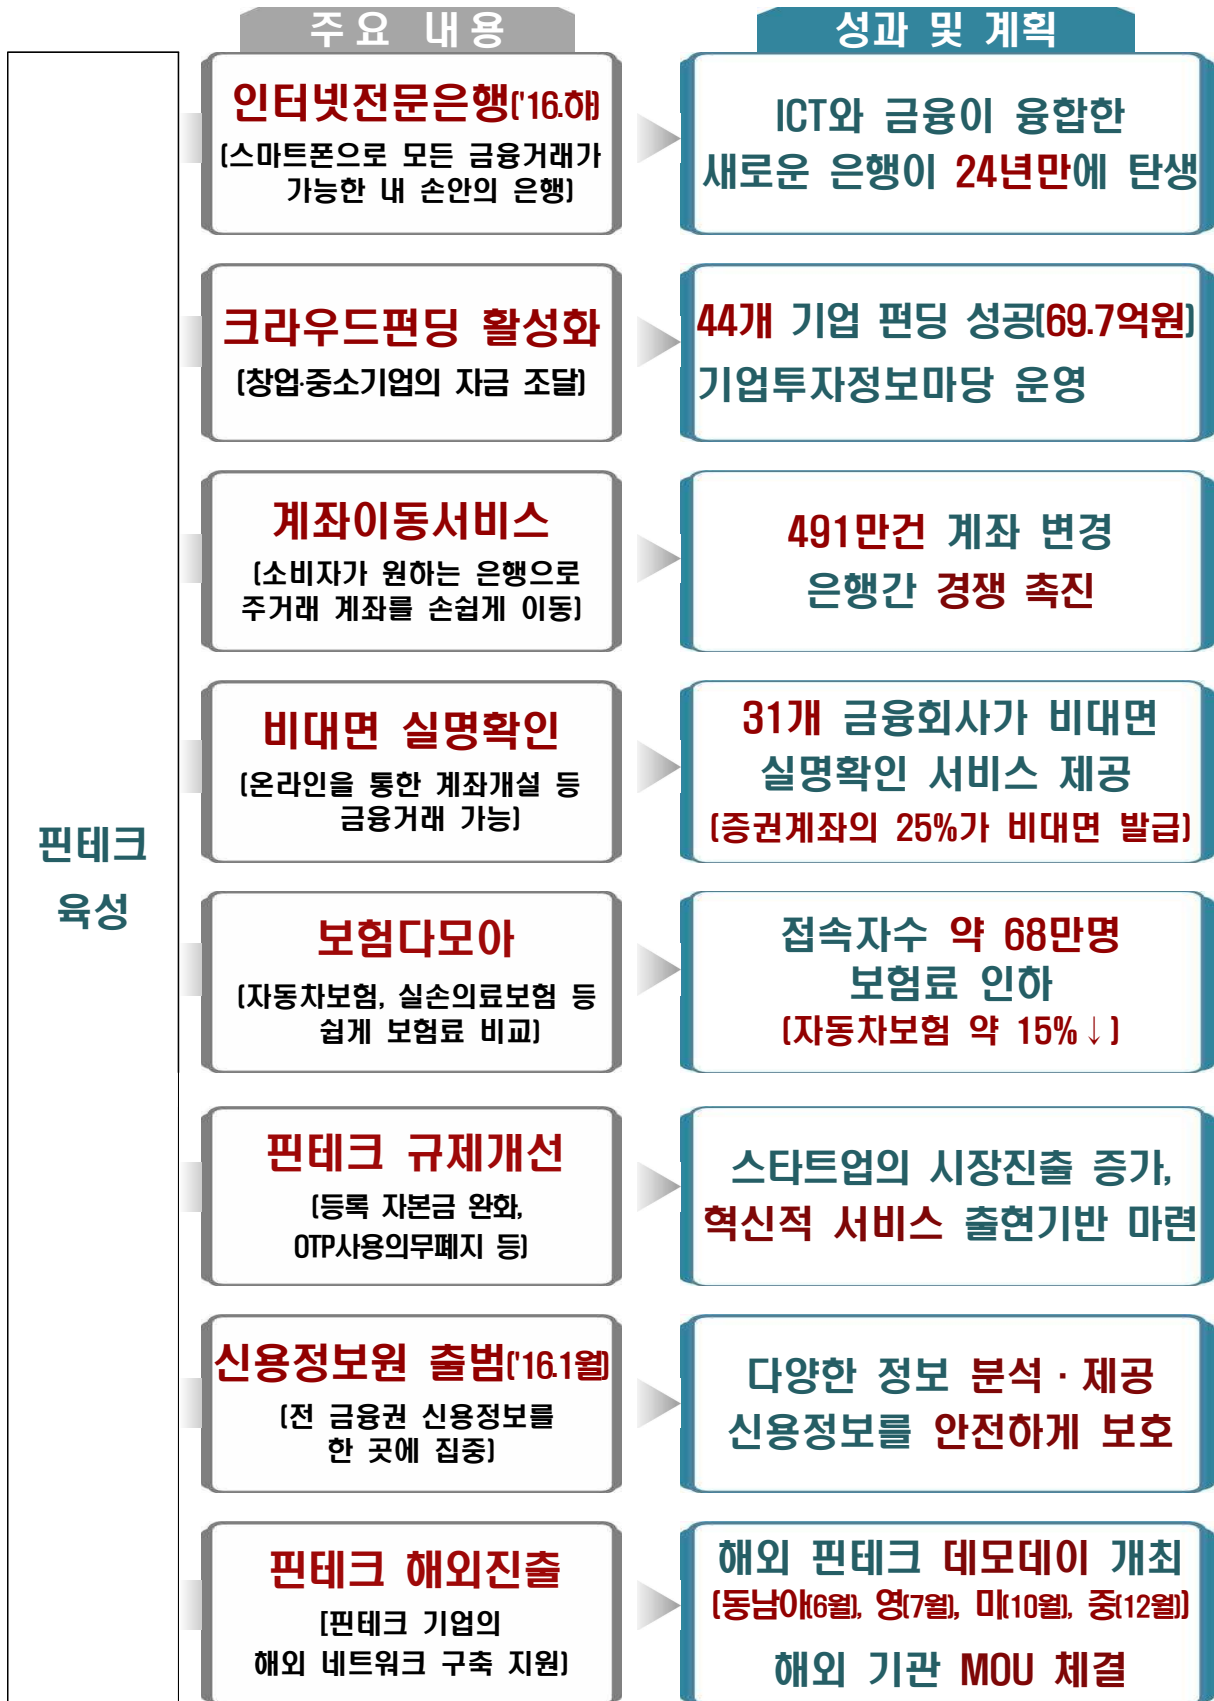 주요 내용
성과 및 계획
핀테크
육성
인터넷전문은행('16.하)
(스마트폰으로 모든 금융거래가
가능한 내 손안의 은행)
ICT와 금융이 융합한
새로운 은행이 24년만에 탄생
크라우드펀딩 활성화
(창업·중소기업의 자금 조달)
44개 기업 펀딩 성공(69.7억원)
기업투자정보마당 운영
계좌이동서비스
(소비자가 원하는 은행으로
주거래 계좌를 손쉽게 이동)
491만건 계좌 변경
은행간 경쟁 촉진
비대면 실명확인
(온라인을 통한 계좌개설 등
금융거래 가능)
31개 금융회사가 비대면
실명확인 서비스 제공
(증권계좌의 25%가 비대면 발급)
보험다모아
(자동차보험, 실손의료보험 등
쉽게 보험료 비교)
접속자수 약 68만명
보험료 인하
(자동차보험 약 15%↓)
핀테크 규제개선
(등록 자본금 완화,
OTP사용의무폐지 등)
스타트업의 시장진출 증가,
혁신적 서비스 출현기반 마련
신용정보원 출범('16.1월)
(전 금융권 신용정보를
한 곳에 집중)
다양한 정보 분석·제공
신용정보를 안전하게 보호
핀테크 해외진출
[핀테크 기업의
해외 네트워크 구축 지원)
해외 핀테크 데모데이 개최
(동남아(6월), 영(7월), 미(10월), 중(12월))
해외 기관 MOU 체결